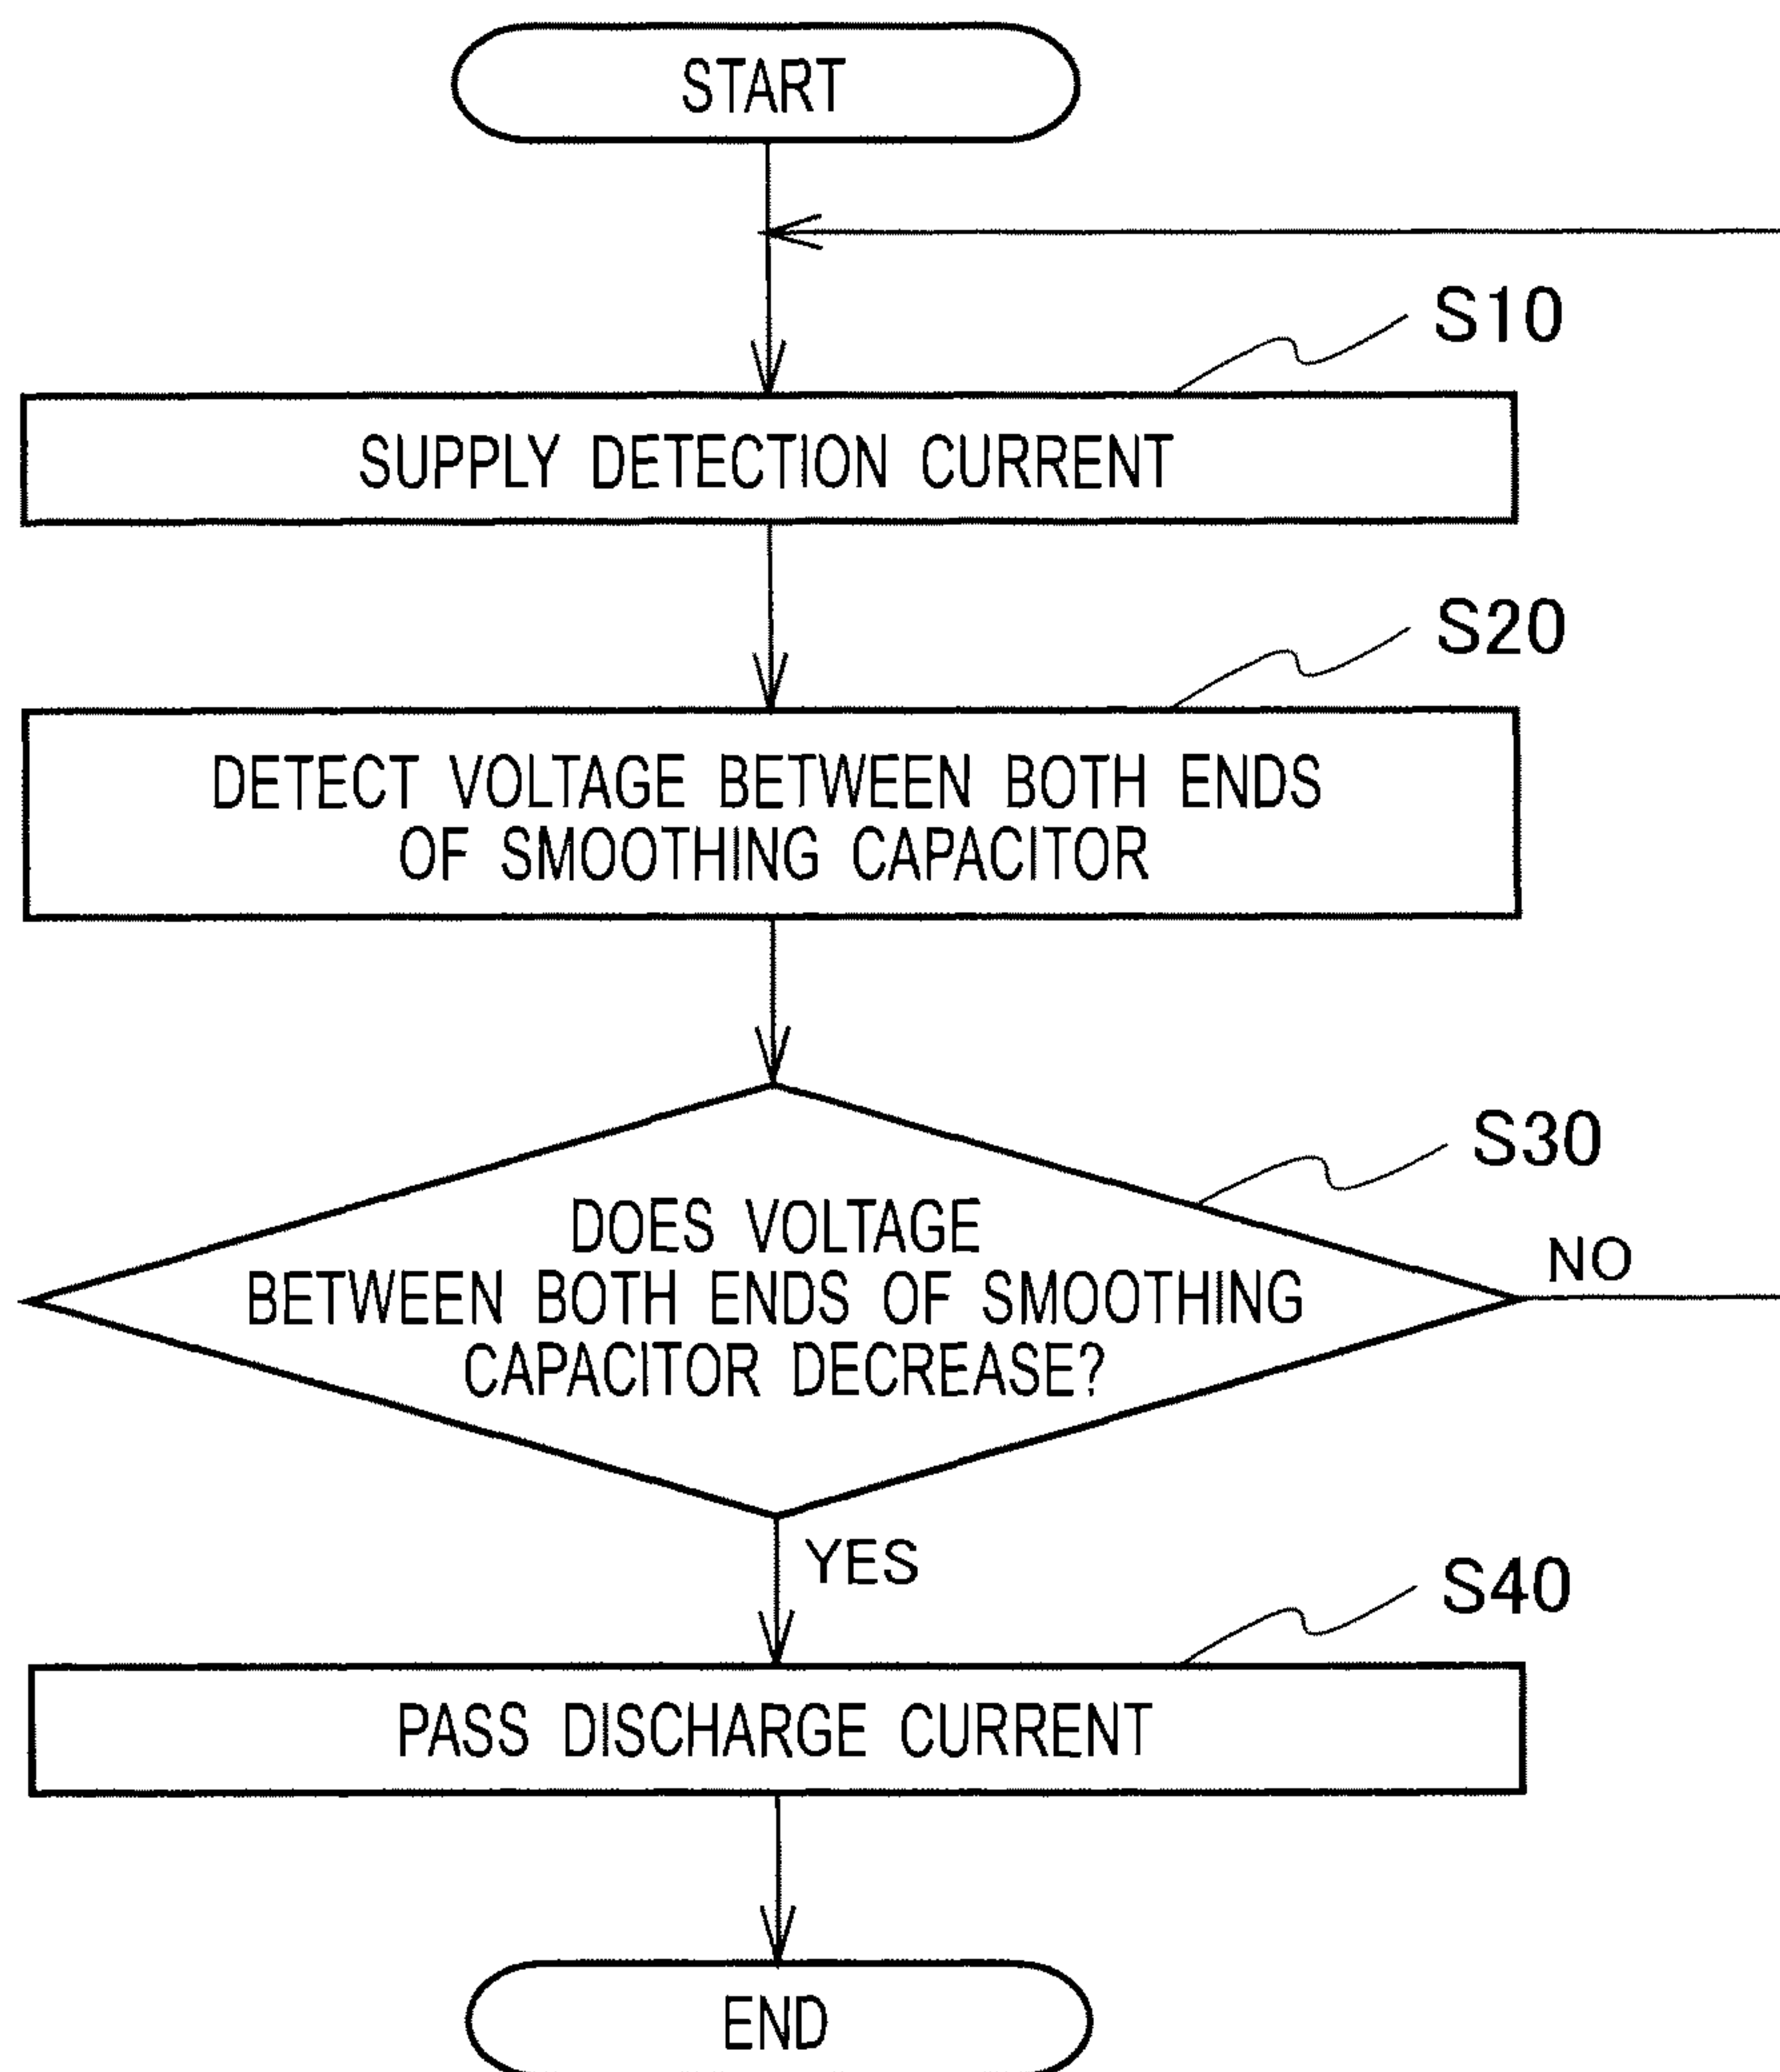 START
S10
SUPPLY DETECTION CURRENT
S20
DETECT VOLTAGE BETWEEN BOTH ENDS
OF SMOOTHING CAPACITOR
S30
DOES VOLTAGE
BETWEEN BOTH ENDS OF SMOOTHING
CAPACITOR DECREASE?
NO
YES
S40
PASS DISCHARGE CURRENT
END